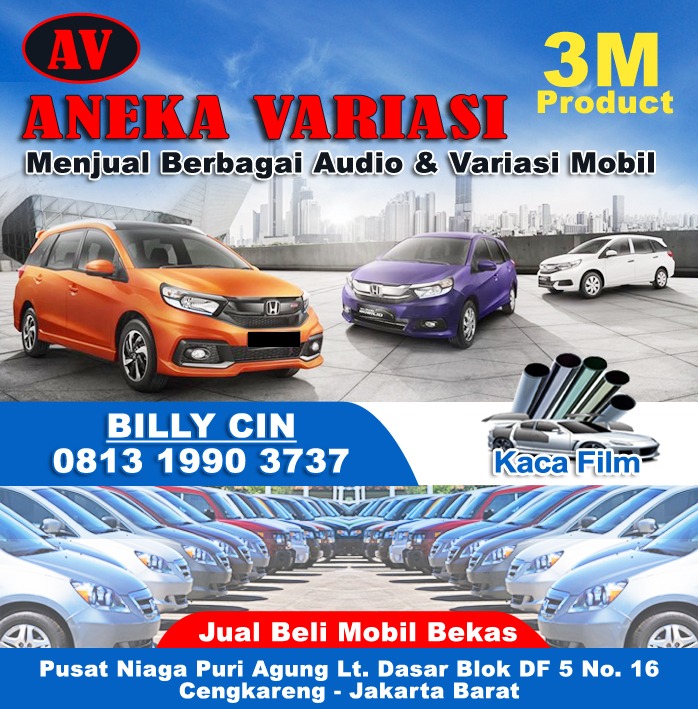 AV
3M
Product
ANEKA VARIASI
Menjual Berbagai Audio & Variasi Mobil
BILLY CIN
0813 1990 3737
Kaca Film
Jual Beli Mobil Bekas
Pusat Niaga Puri Agung Lt. Dasar Blok DF 5 No. 16
Cengkareng - Jakarta Barat